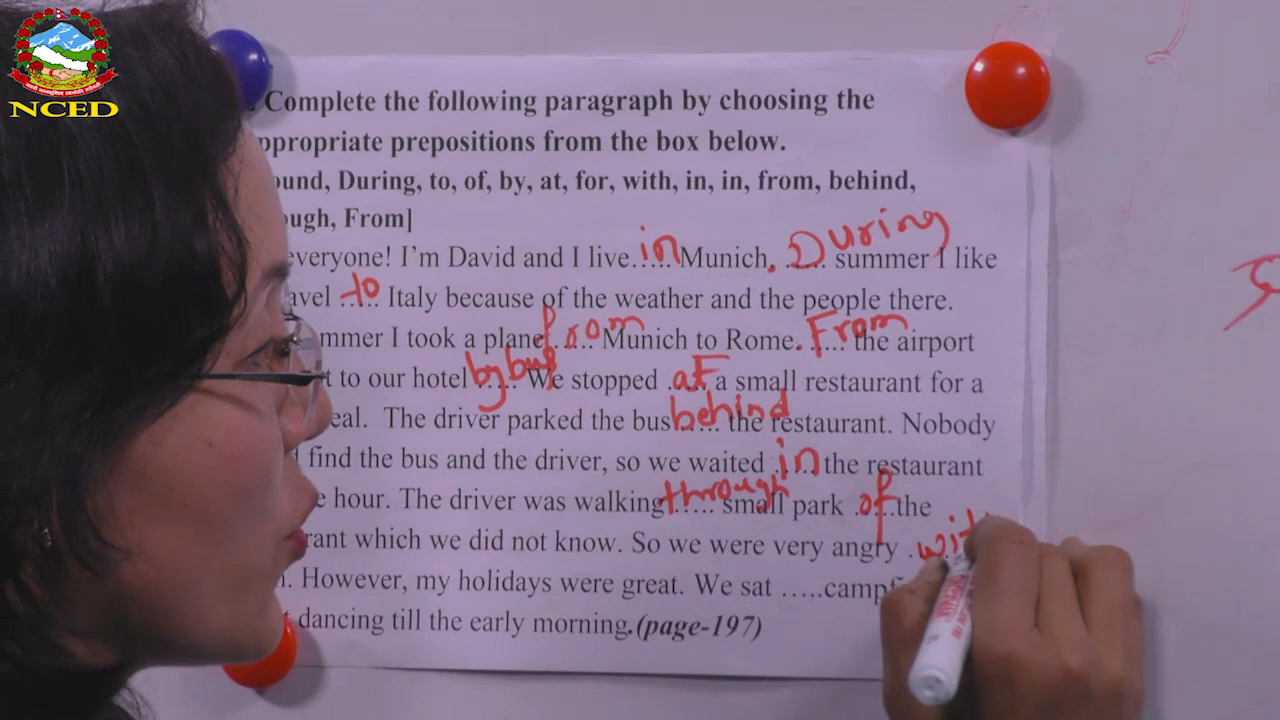 NCED
Complete the following paragraph by choosing the
ppropriate prepositions from the box below.
ound, During, to, of, by, at, for, with, in, in, from, behind,
ough, From]
everyone! I'm David and I live in Munich. During summer I like
avel to Italy because of the weather and the people there.
mmer I took a plane from Munich to Rome. From the airport
t to our hotel by bus We stopped at a small restaurant for a
eal. The driver parked the bus behind the restaurant. Nobody
find the bus and the driver, so we waited in the restaurant
e hour. The driver was walking through small park of the
rant which we did not know. So we were very angry with
. However, my holidays were great. We sat .....campf
t dancing till the early morning.(page-197)